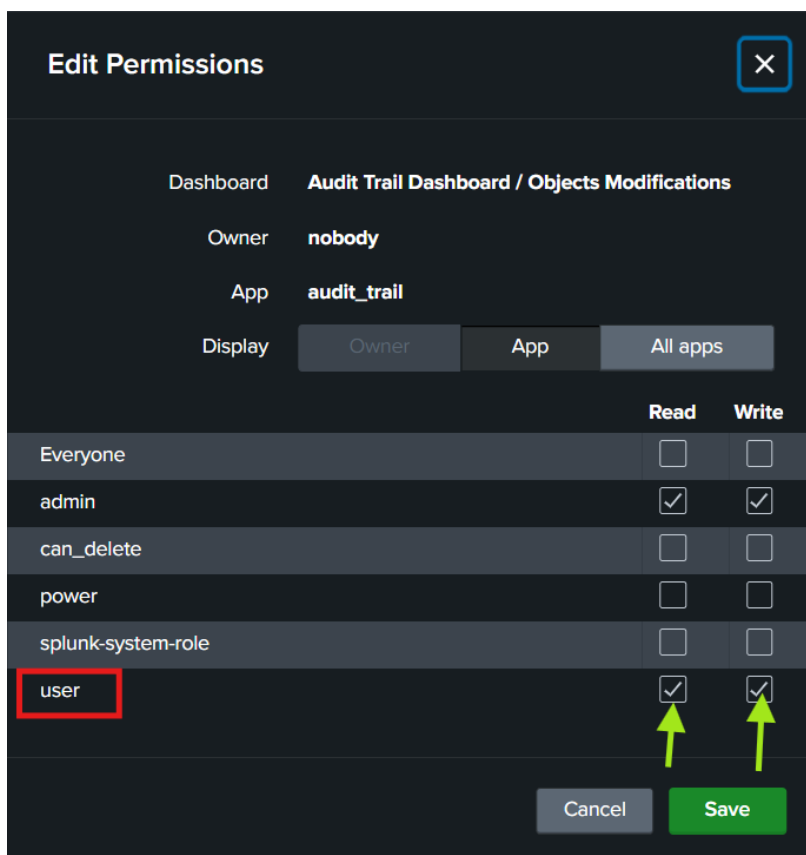 Edit Permissions
Dashboard Audit Trail Dashboard / Objects Modifications
Owner nobody
App audit_trail
Display Owner App All apps
Read Write
Everyone
admin
can_delete
power
splunk-system-role
user
Cancel Save